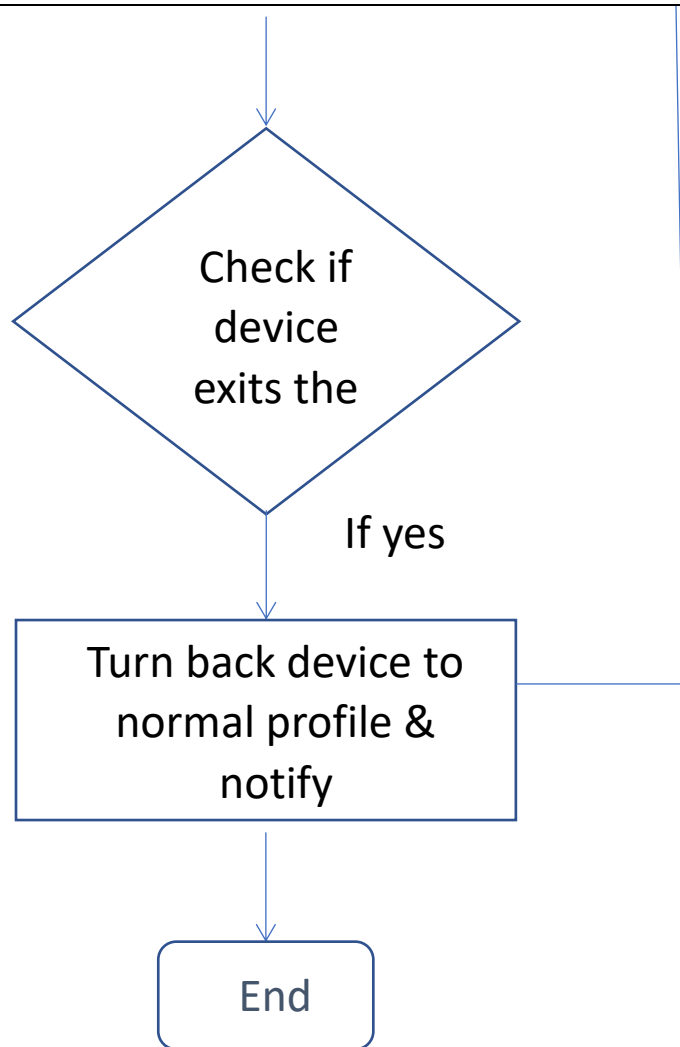 Check if
device
exits the
If yes
Turn back device to
normal profile &
notify
End